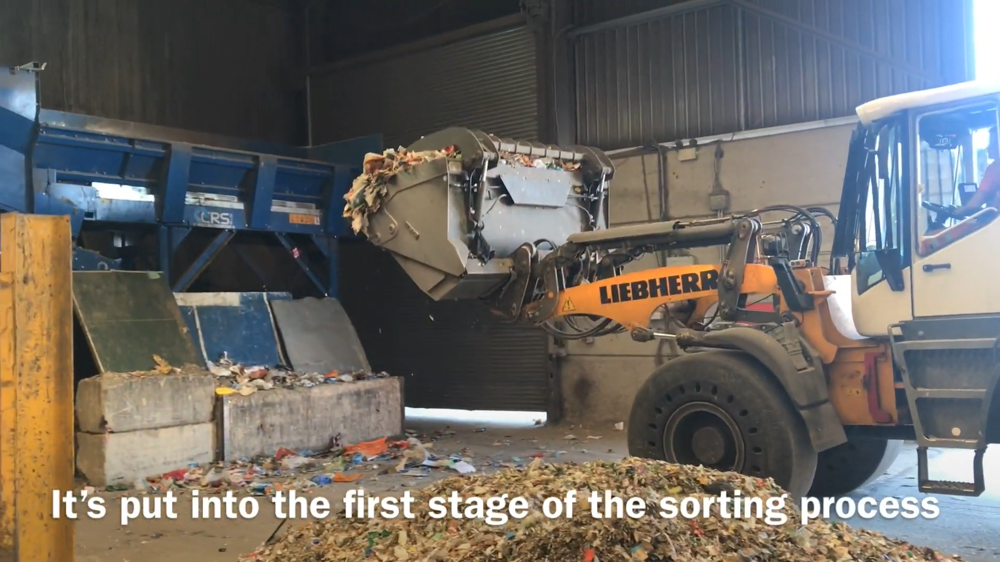 CRS
LIEBHERR
It's put into the first stage of the sorting process